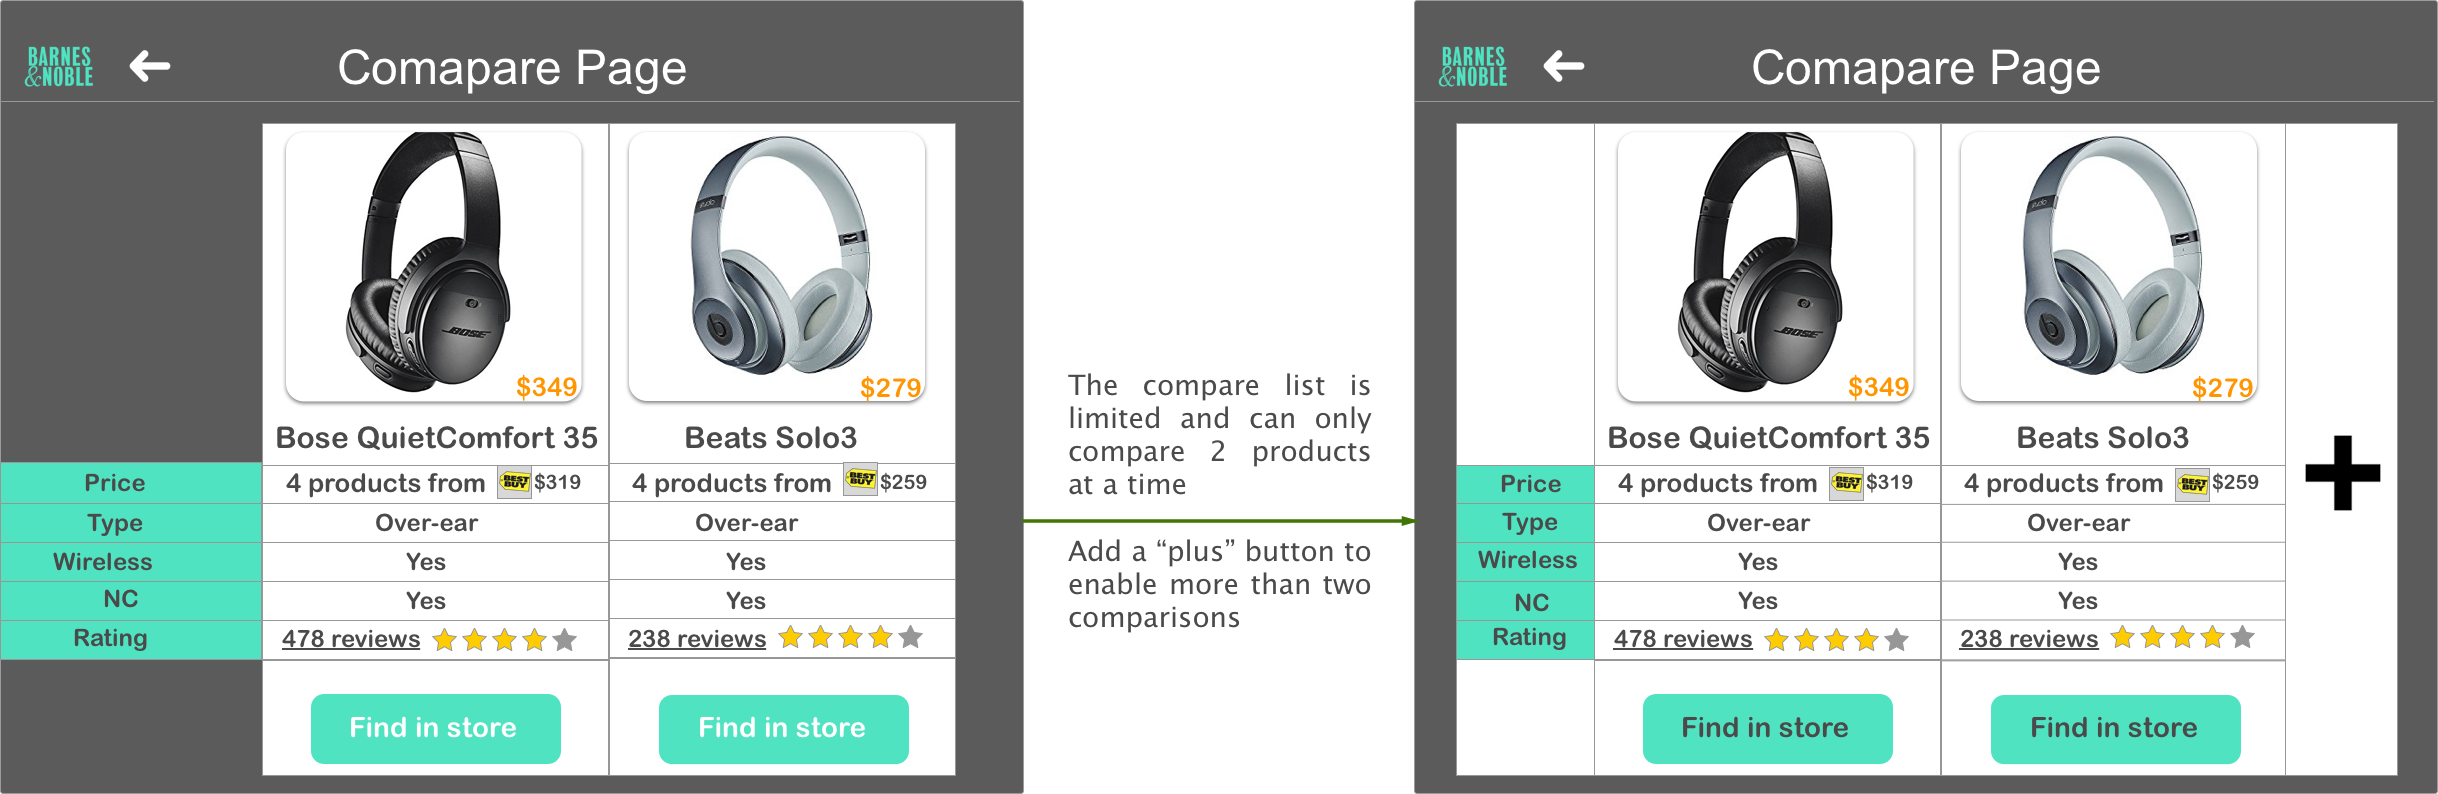 BARNES
&NOBLE
Comapare Page
studio
BOSE
b
$349
$279
Bose QuietComfort 35
Beats Solo3
Price
4 products from BEST BUY $319
4 products from BEST BUY $259
Type
Over-ear
Over-ear
Wireless
Yes
Yes
NC
Yes
Yes
Rating
478 reviews
238 reviews
Find in store
Find in store
The compare list is
limited and can only
compare 2 products
at a time
Add a “plus” button to
enable more than two
comparisons
BARNES
&NOBLE
Comapare Page
studio
BOSE
b
$349
$279
Bose QuietComfort 35
Beats Solo3
Price
4 products from BEST BUY $319
4 products from BEST BUY $259
Type
Over-ear
Over-ear
Wireless
Yes
Yes
NC
Yes
Yes
Rating
478 reviews
238 reviews
Find in store
Find in store